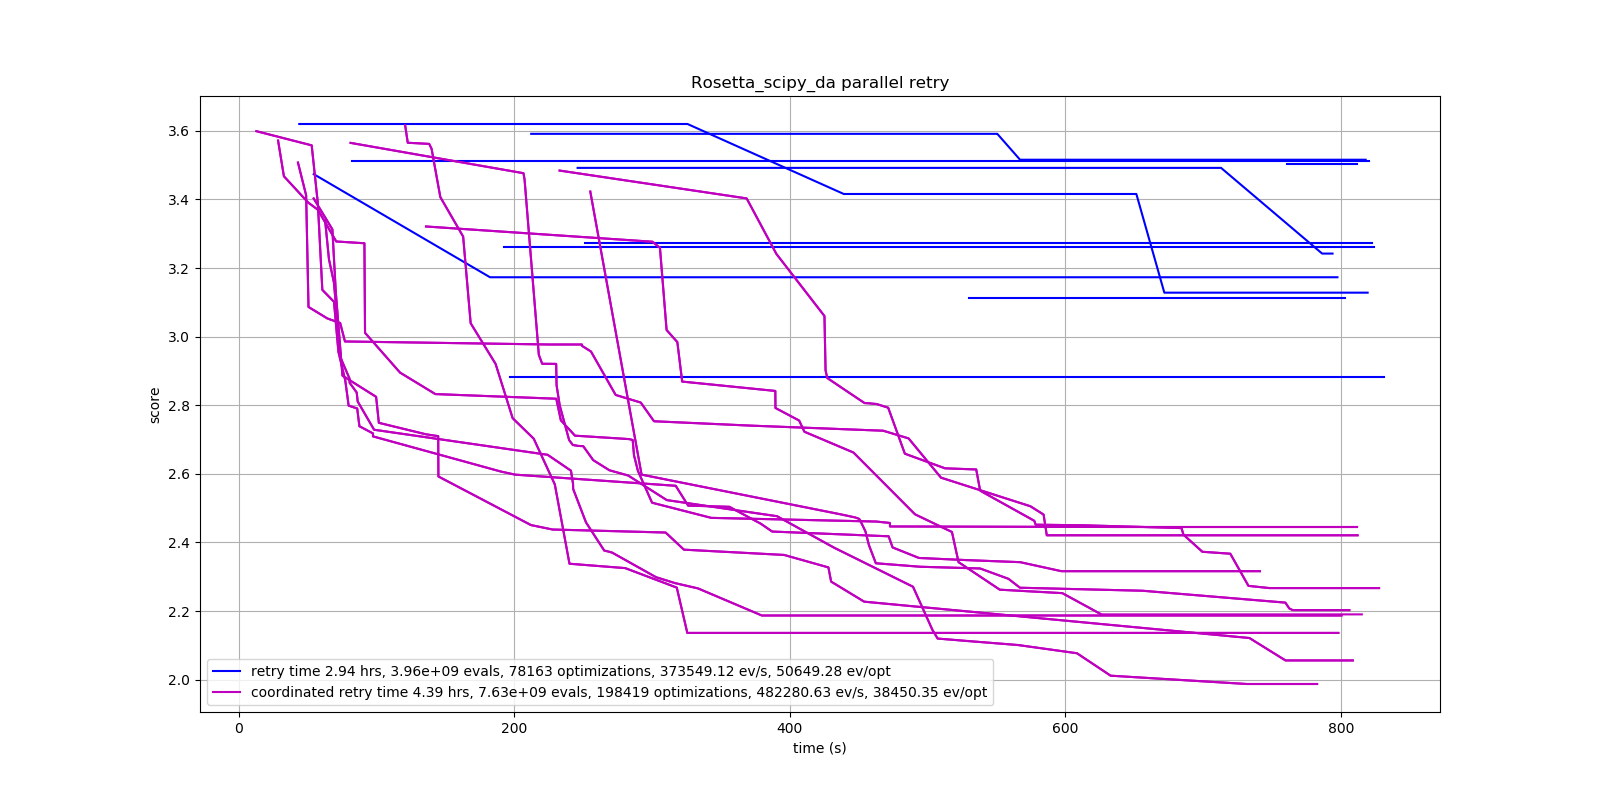 Rosetta_scipy_da parallel retry
score
3.6
3.4
3.2
3.0
2.8
2.6
2.4
2.2
2.0
retry time 2.94 hrs, 3.96e+09 evals, 78163 optimizations, 373549.12 ev/s, 50649.28 ev/opt
coordinated retry time 4.39 hrs, 7.63e+09 evals, 198419 optimizations, 482280.63 ev/s, 38450.35 ev/opt
0 200 400 600 800
time (s)